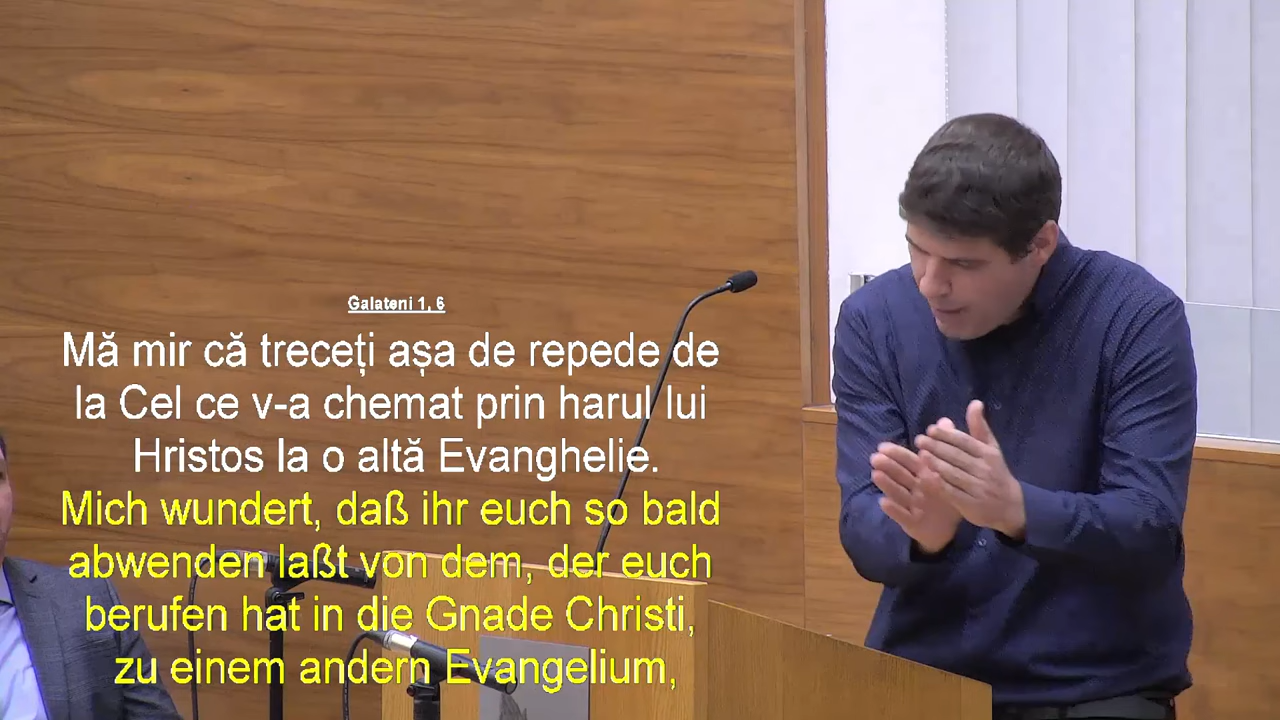 Galateni 1, 6
Mă mir că treceți așa de repede de
la Cel ce v-a chemat prin harul lui
Hristos la o altă Evanghelie.
Mich wundert, daß ihr euch so bald
abwenden laßt von dem, der euch
berufen hat in die Gnade Christi,
zu einem andern Evangelium,